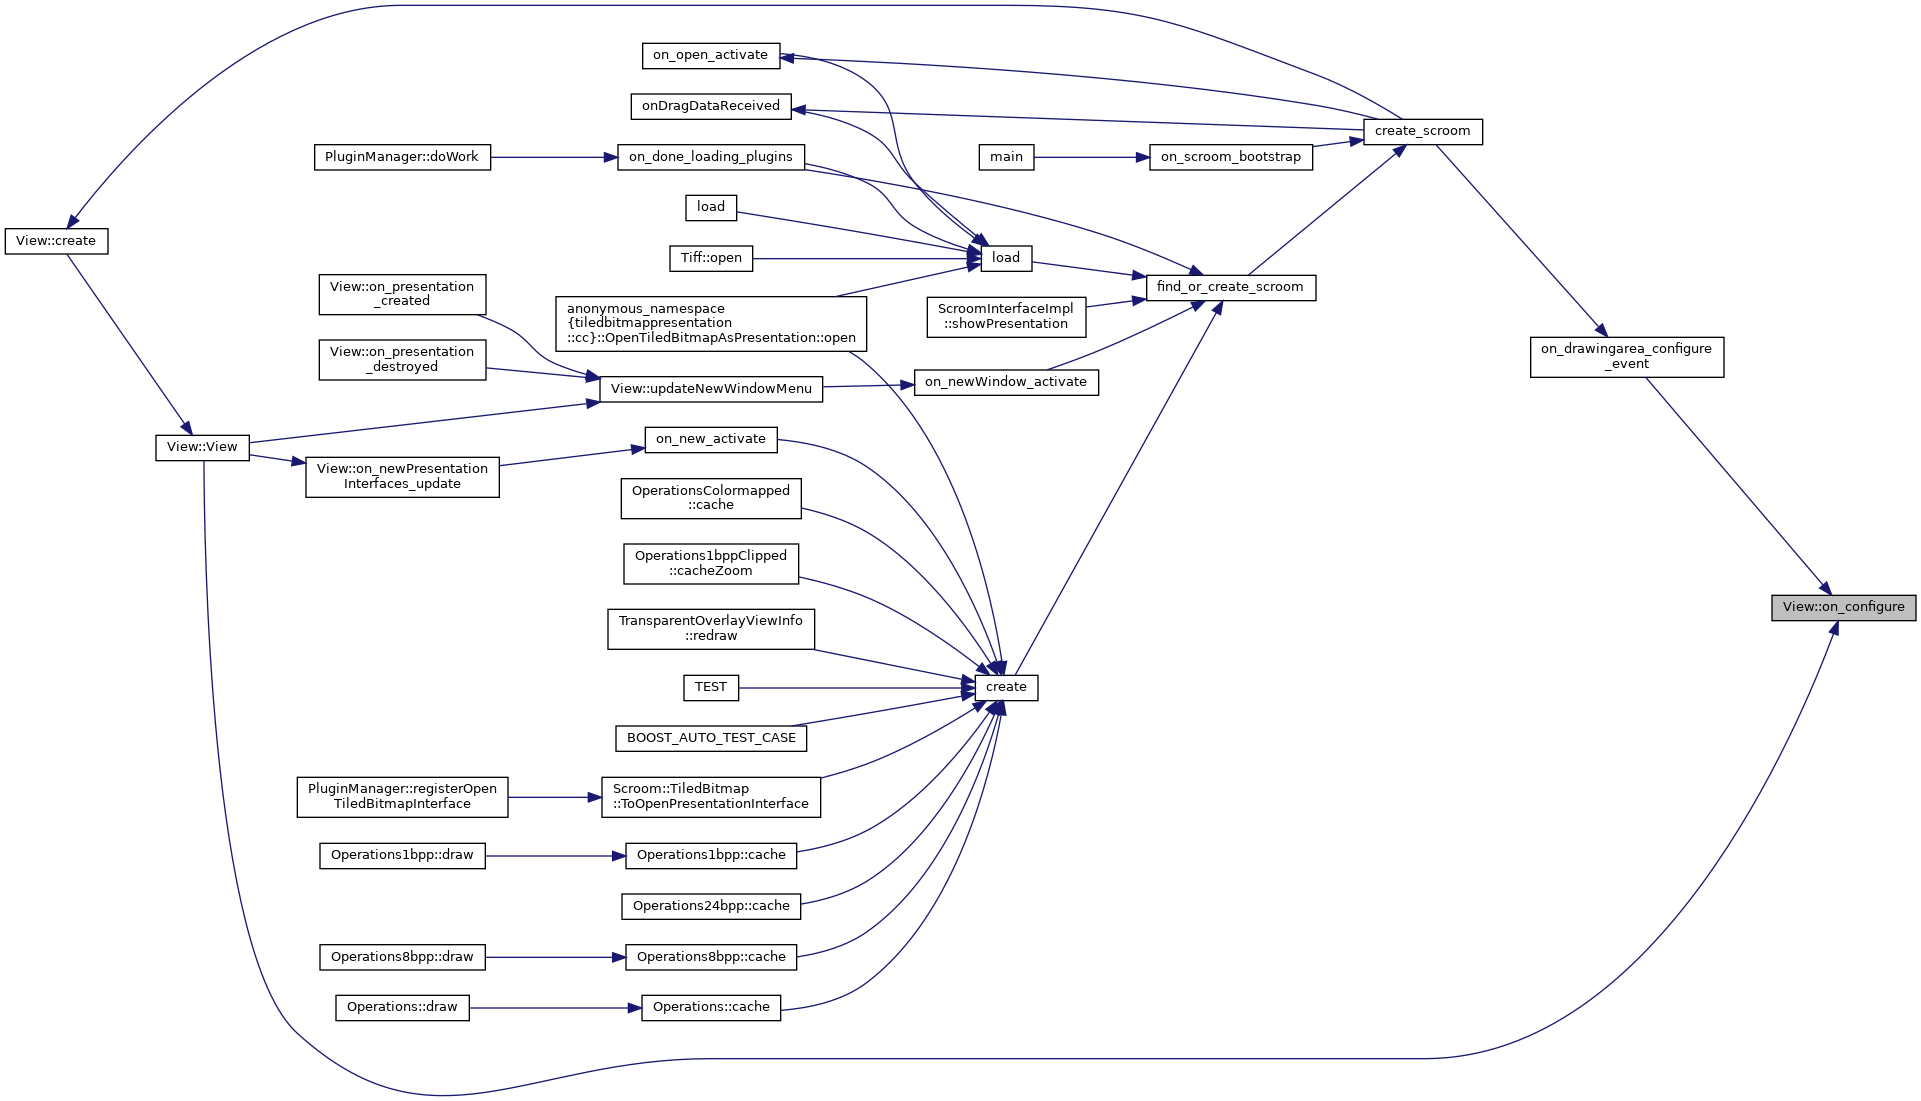 on_open_activate
onDragDataReceived
create_scroom
PluginManager::doWork
on_done_loading_plugins
main
on_scroom_bootstrap
load
View::create
Tiff::open
load
View::on_presentation
_created
find_or_create_scroom
anonymous_namespace
{tiledbitmappresentation
::cc}::OpenTiledBitmapAsPresentation::open
ScroomInterfaceImpl
::showPresentation
View::on_presentation
_destroyed
on_drawingarea_configure
_event
View::updateNewWindowMenu
on_newWindow_activate
View::View
on_new_activate
View::on_newPresentation
Interfaces_update
OperationsColormapped
::cache
Operations1bppClipped
::cacheZoom
View::on_configure
TransparentOverlayViewInfo
::redraw
TEST
create
BOOST_AUTO_TEST_CASE
PluginManager::registerOpen
TiledBitmapInterface
Scroom::TiledBitmap
::ToOpenPresentationInterface
Operations1bpp::draw
Operations1bpp::cache
Operations24bpp::cache
Operations8bpp::draw
Operations8bpp::cache
Operations::draw
Operations::cache